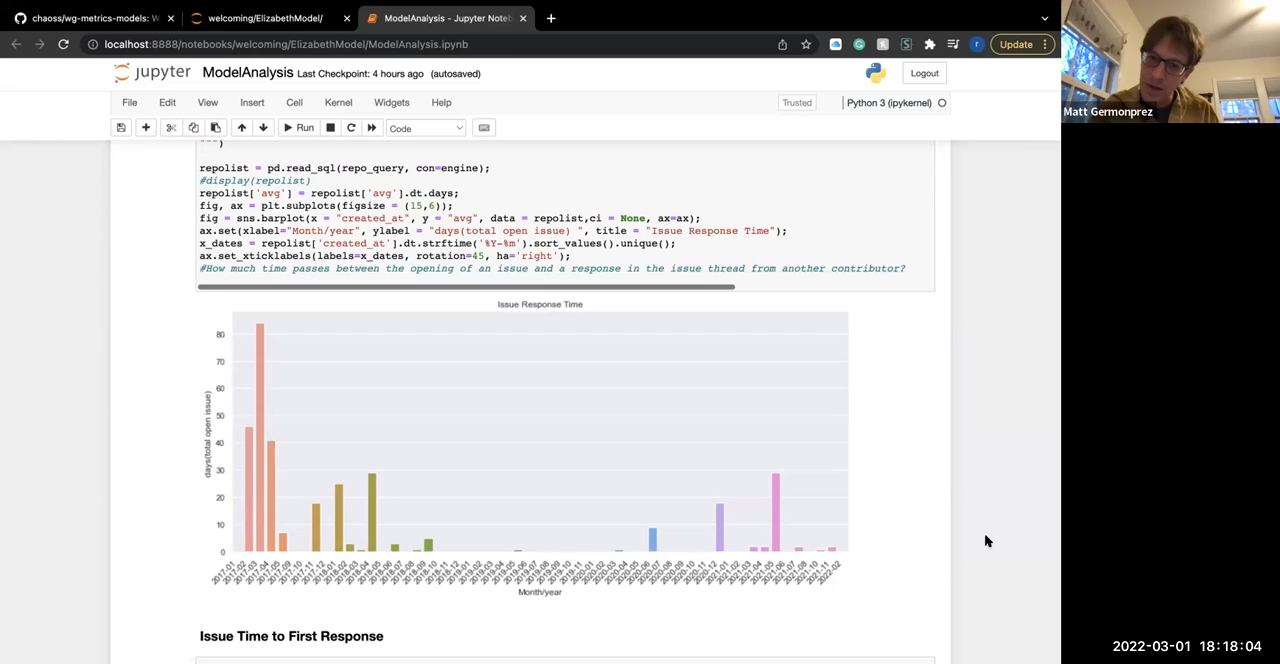 chaoss/wg-metrics-models: W
welcoming/ElizabethModel/
ModelAnalysis - Jupyter Note
localhost:8888/notebooks/welcoming/ElizabethModel/ModelAnalysis.ipynb
Update
jupyter ModelAnalysis Last Checkpoint: 4 hours ago (autosaved)
Logout
File Edit View Insert Cell Kernel Widgets Help
Trusted
Python 3 (ipykernel)
Run
Code
""")
repolist = pd.read_sql(repo_query, con=engine);
#display(repolist)
repolist['avg'] = repolist['avg'].dt.days;
fig, ax = plt.subplots(figsize = (15,6));
fig = sns.barplot(x = "created_at", y = "avg", data = repolist,ci = None, ax=ax);
ax.set(xlabel="Month/year", ylabel = "days(total open issue) ", title = "Issue Response Time");
x_dates = repolist['created_at'].dt.strftime('%Y-%m').sort_values().unique();
ax.set_xticklabels(labels=x_dates, rotation=45, ha='right');
#How much time passes between the opening of an issue and a response in the issue thread from another contributor?
Issue Response Time
days(total open issue)
80
70
60
50
40
30
20
10
0
Month/year
Issue Time to First Response
Matt Germonprez
2022-03-01 18:18:04